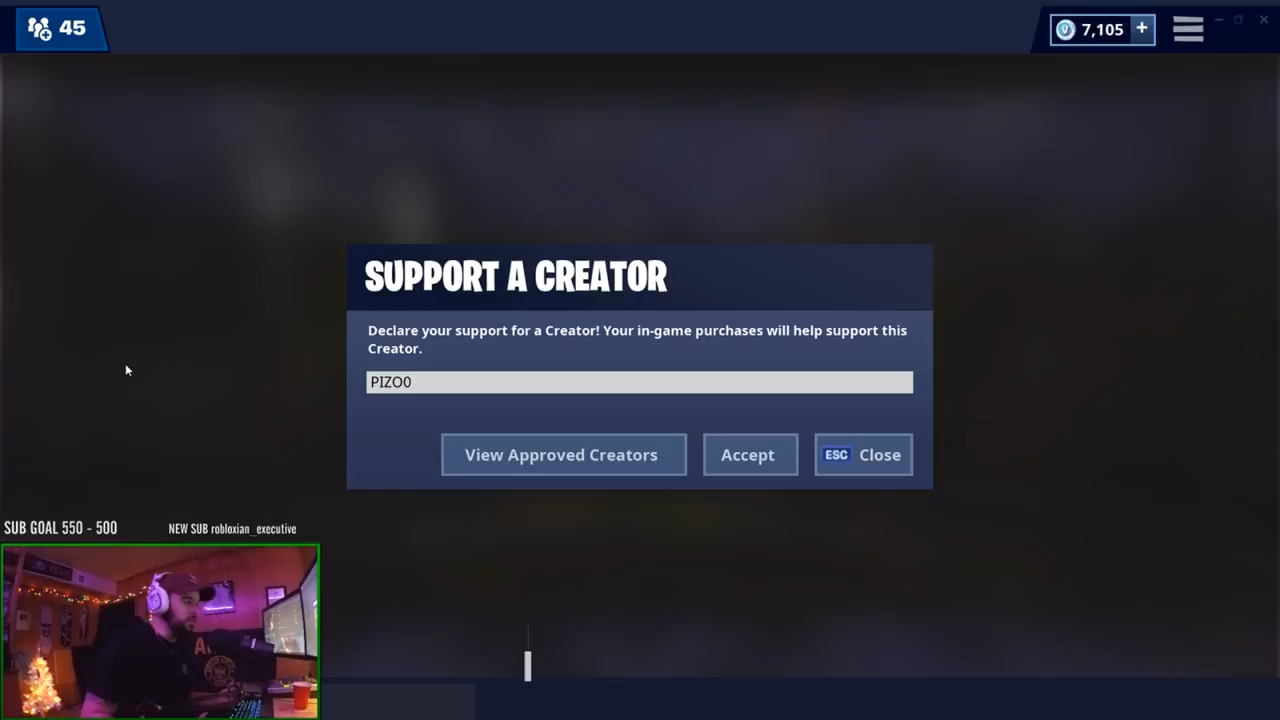 45
7,105 +
SUPPORT A CREATOR
Declare your support for a Creator! Your in-game purchases will help support this
Creator.
PIZO0
View Approved Creators
Accept
ESC Close
SUB GOAL 550 - 500
NEW SUB robloxian_executive